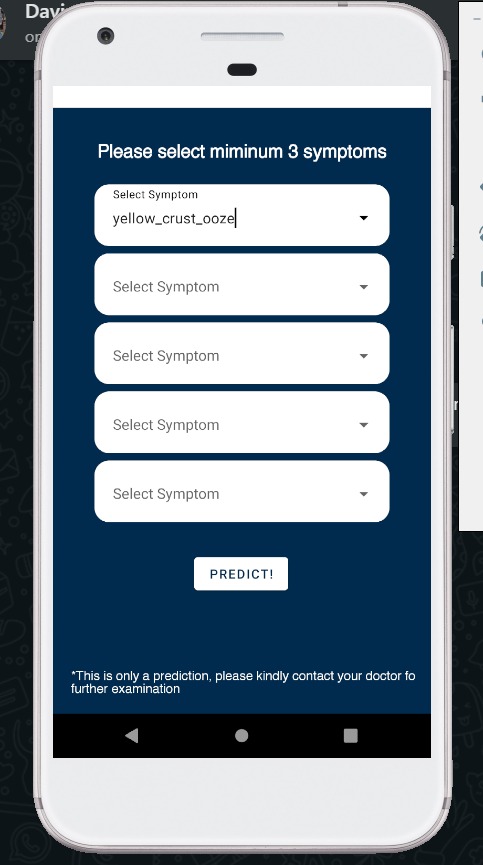 Davi
on
Please select miminum 3 symptoms
Select Symptom
yellow_crust_ooze
Select Symptom
Select Symptom
Select Symptom
Select Symptom
PREDICT!
*This is only a prediction, please kindly contact your doctor fo
further examination